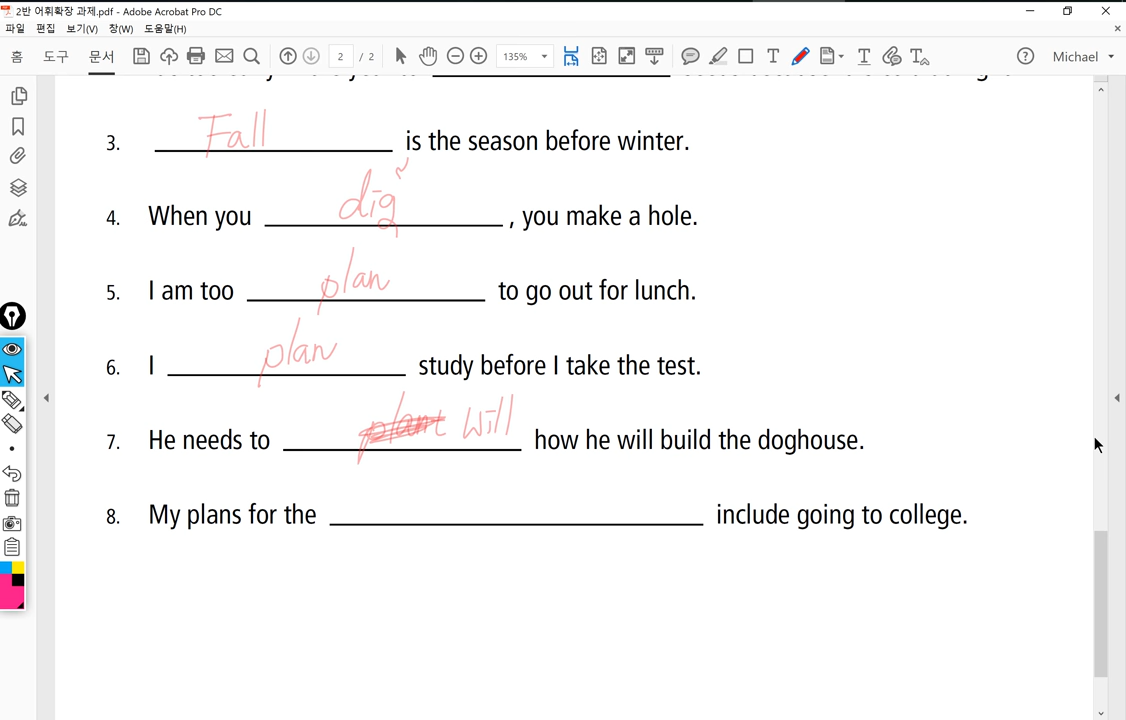 2반 어휘확장 과제.pdf - Adobe Acrobat Pro DC
파일 편집 보기(V) 창(W) 도움말(H)
홈 도구 문서 2 / 2 135% Michael
3. Fall is the season before winter.
4. When you dig , you make a hole.
5. I am too plan to go out for lunch.
6. I plan study before I take the test.
7. He needs to plant Will how he will build the doghouse.
8. My plans for the include going to college.